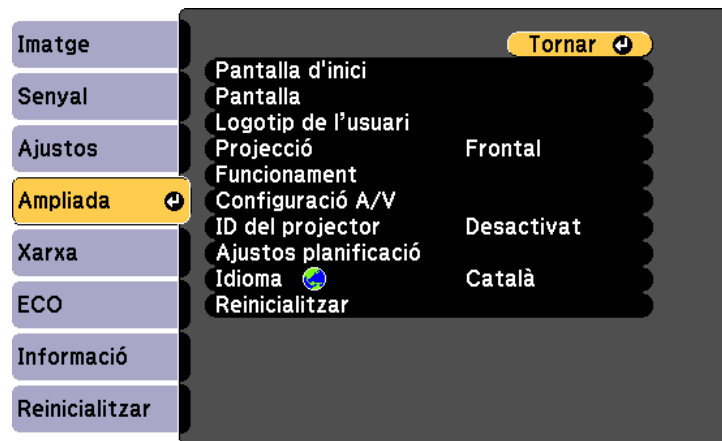 Imatge
Senyal
Ajustos
Ampliada
Xarxa
ECO
Informació
Reinicialitzar
Tornar
Pantalla d'inici
Pantalla
Logotip de l’usuari
Projecció Frontal
Funcionament
Configuració A/V
ID del projector Desactivat
Ajustos planificació
Idioma Català
Reinicialitzar